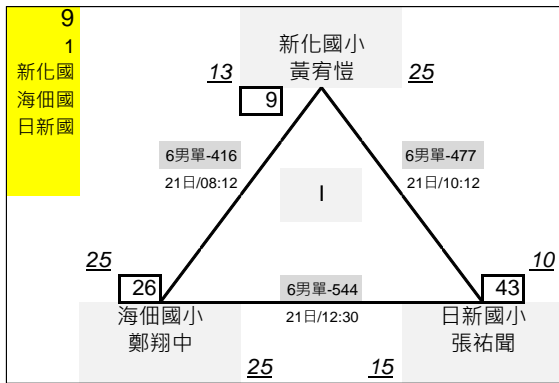 9
1
新化國
海佃國
日新國
新化國小
黃宥愷
13
25
9
6男單-416
21日/08:12
6男單-477
21日/10:12
I
25
10
26
43
6男單-544
21日/12:30
海佃國小
鄭翔中
日新國小
張祐聞
25
15